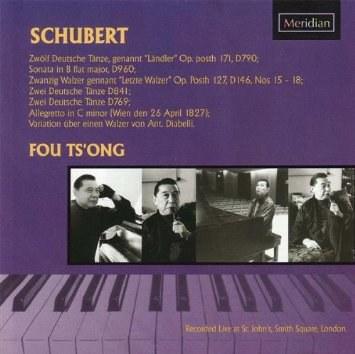 Meridian
SCHUBERT
Zwölf Deutsche Tänze, genannt "Ländler" Op. posth 171, D790;
Sonata in B flat major, D960;
Zwanzig Walzer gennant "Letzte Walzer" Op. Posth 127, D146, Nos 15 - 18;
Zwei Deutsche Tänze D841;
Zwei Deutsche Tänze D769;
Allegretto in C minor (Wien den 26 April 1827);
Variation über einen Walzer von Ant. Diabelli.
FOU TS'ONG
Recorded Live at St. John's, Smith Square, London.